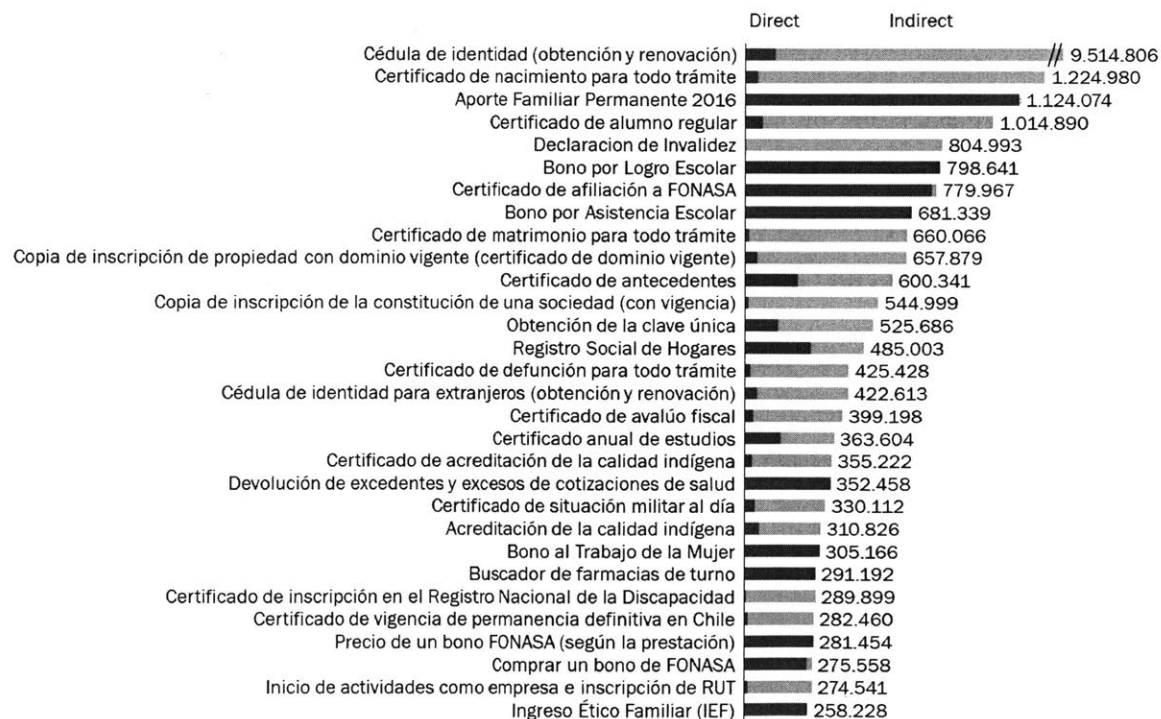 Direct Indirect
Cédula de identidad (obtención y renovación) 9.514.806
Certificado de nacimiento para todo trámite 1.224.980
Aporte Familiar Permanente 2016 1.124.074
Certificado de alumno regular 1.014.890
Declaracion de Invalidez 804.993
Bono por Logro Escolar 798.641
Certificado de afiliación a FONASA 779.967
Bono por Asistencia Escolar 681.339
Certificado de matrimonio para todo trámite 660.066
Copia de inscripción de propiedad con dominio vigente (certificado de dominio vigente) 657.879
Certificado de antecedentes 600.341
Copia de inscripción de la constitución de una sociedad (con vigencia) 544.999
Obtención de la clave única 525.686
Registro Social de Hogares 485.003
Certificado de defunción para todo trámite 425.428
Cédula de identidad para extranjeros (obtención y renovación) 422.613
Certificado de avalúo fiscal 399.198
Certificado anual de estudios 363.604
Certificado de acreditación de la calidad indígena 355.222
Devolución de excedentes y excesos de cotizaciones de salud 352.458
Certificado de situación militar al día 330.112
Acreditación de la calidad indígena 310.826
Bono al Trabajo de la Mujer 305.166
Buscador de farmacias de turno 291.192
Certificado de inscripción en el Registro Nacional de la Discapacidad 289.899
Certificado de vigencia de permanencia definitiva en Chile 282.460
Precio de un bono FONASA (según la prestación) 281.454
Comprar un bono de FONASA 275.558
Inicio de actividades como empresa e inscripción de RUT 274.541
Ingreso Ético Familiar (IEF) 258.228